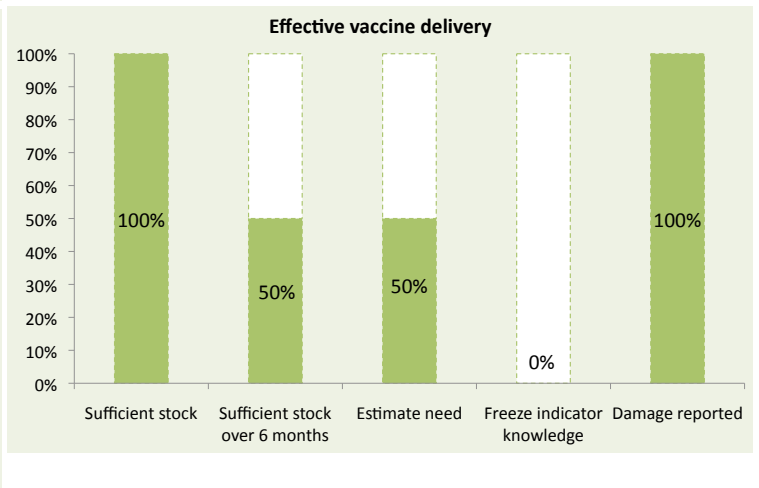 Effective vaccine delivery
100%
90%
80%
70%
60%
50%
40%
30%
20%
10%
0%
100%
50%
50%
0%
100%
Sufficient stock
Sufficient stock
over 6 months
Estimate need
Freeze indicator
knowledge
Damage reported